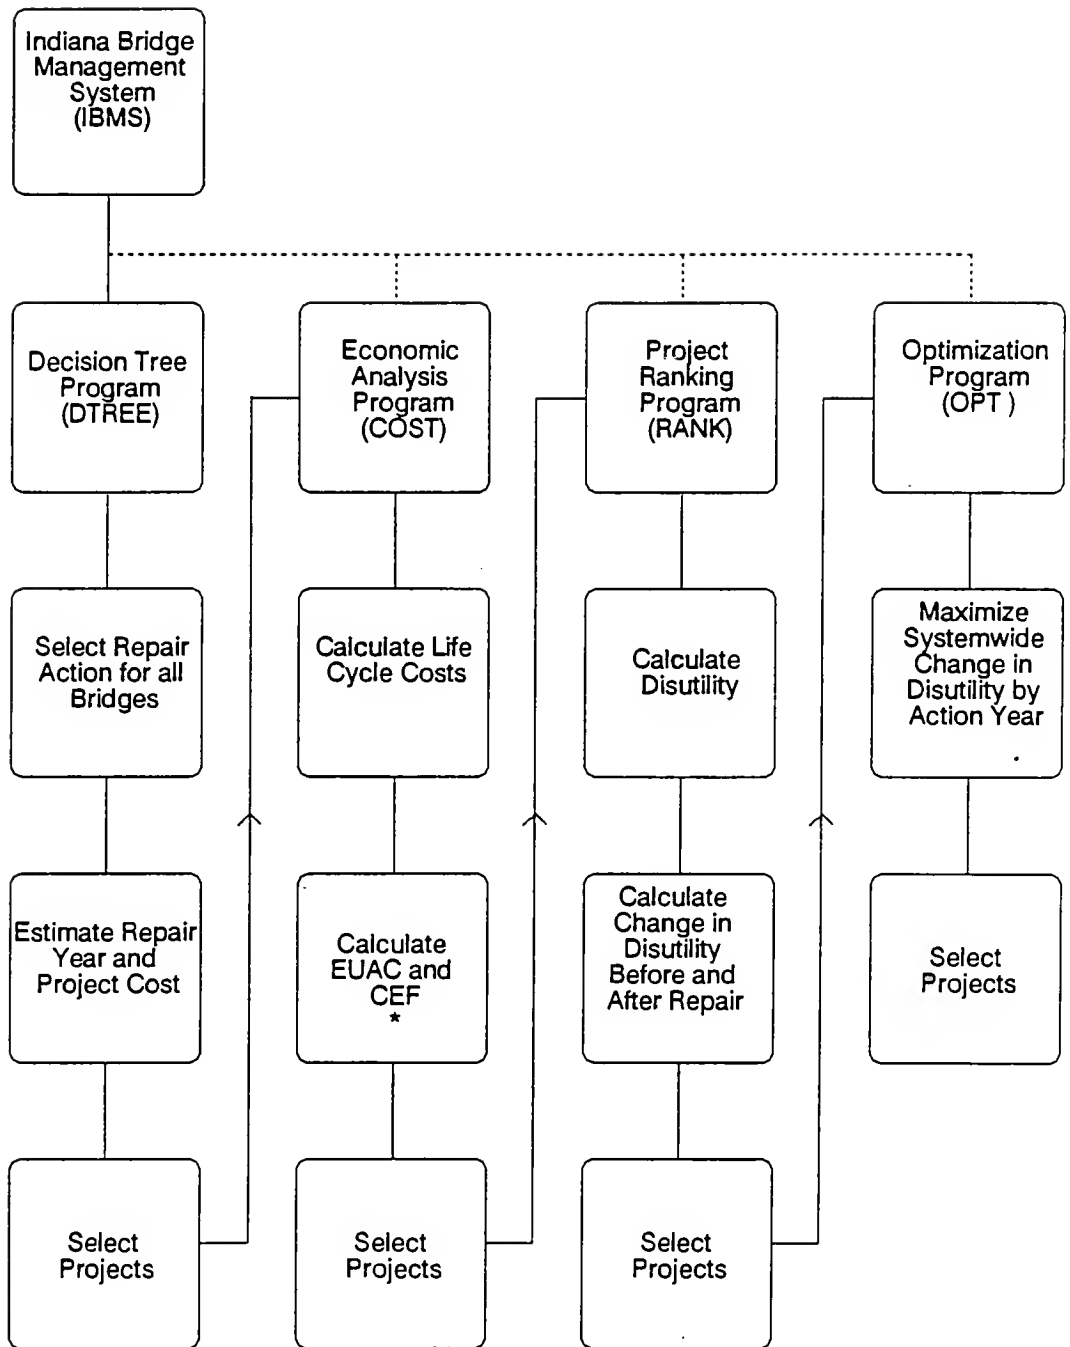 Indiana Bridge
Management
System
(IBMS)
Decision Tree
Program
(DTREE)
Economic
Analysis
Program
(COST)
Project
Ranking
Program
(RANK)
Optimization
Program
(OPT )
Select Repair
Action for all
Bridges
Calculate Life
Cycle Costs
Calculate
Disutility
Maximize
Systemwide
Change in
Disutility by
Action Year
Estimate Repair
Year and
Project Cost
Calculate
EUAC and
CEF
*
Calculate
Change in
Disutility
Before and
After Repair
Select
Projects
Select
Projects
Select
Projects
Select
Projects